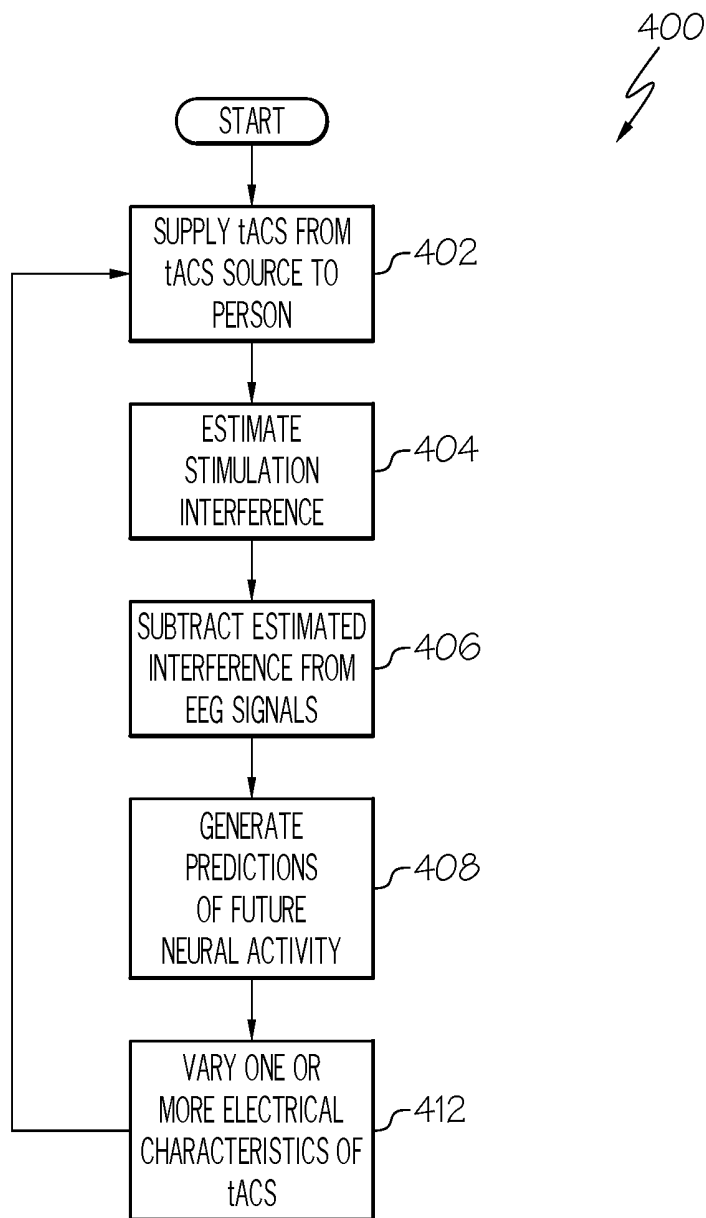 400
START
SUPPLY tACS FROM
tACS SOURCE TO
PERSON
402
ESTIMATE
STIMULATION
INTERFERENCE
404
SUBTRACT ESTIMATED
INTERFERENCE FROM
EEG SIGNALS
406
GENERATE
PREDICTIONS
OF FUTURE
NEURAL ACTIVITY
408
VARY ONE OR
MORE ELECTRICAL
CHARACTERISTICS OF
tACS
412